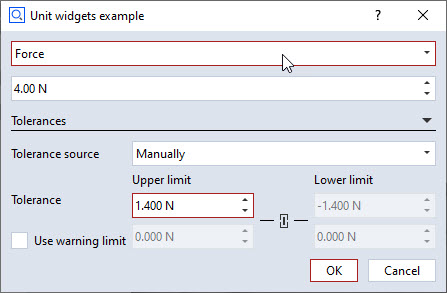 Unit widgets example
Force
4.00 N
Tolerances
Tolerance source Manually
Upper limit Lower limit
Tolerance 1.400 N -1.400 N
Use warning limit 0.000 N 0.000 N
OK Cancel